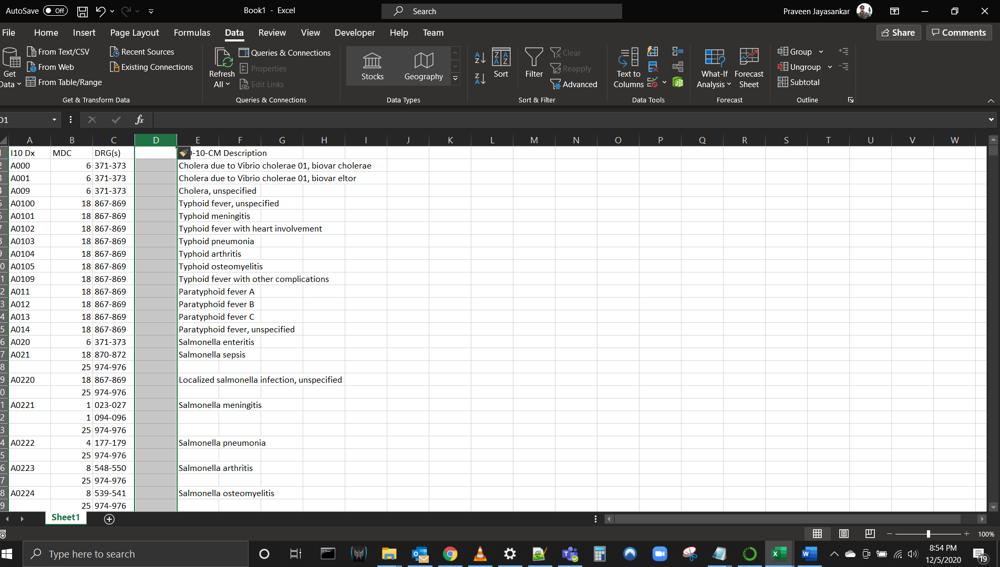 AutoSave Off Book1 - Excel Search Praveen Jayasankar
File Home Insert Page Layout Formulas Data Review View Developer Help Team Share Comments
Get Data
From Text/CSV
From Web
From Table/Range
Recent Sources
Existing Connections
Get & Transform Data
Refresh All
Queries & Connections
Properties
Edit Links
Queries & Connections
Stocks Geography
Data Types
Sort
Filter
Clear
Reapply
Advanced
Sort & Filter
Text to Columns
Data Tools
What-If Analysis
Forecast Sheet
Forecast
Group
Ungroup
Subtotal
Outline
fx
A B C D E F G H I J K L M N O P Q R S T U V W
I10 Dx MDC DRG(s) -10-CM Description
A000 6 371-373 Cholera due to Vibrio cholerae 01, biovar cholerae
A001 6 371-373 Cholera due to Vibrio cholerae 01, biovar eltor
A009 6 371-373 Cholera, unspecified
A0100 18 867-869 Typhoid fever, unspecified
A0101 18 867-869 Typhoid meningitis
A0102 18 867-869 Typhoid fever with heart involvement
A0103 18 867-869 Typhoid pneumonia
A0104 18 867-869 Typhoid arthritis
A0105 18 867-869 Typhoid osteomyelitis
A0109 18 867-869 Typhoid fever with other complications
A011 18 867-869 Paratyphoid fever A
A012 18 867-869 Paratyphoid fever B
A013 18 867-869 Paratyphoid fever C
A014 18 867-869 Paratyphoid fever, unspecified
A020 6 371-373 Salmonella enteritis
A021 18 870-872 Salmonella sepsis
25 974-976
A0220 18 867-869 Localized salmonella infection, unspecified
25 974-976
A0221 1 023-027 Salmonella meningitis
1 094-096
25 974-976
A0222 4 177-179 Salmonella pneumonia
25 974-976
A0223 8 548-550 Salmonella arthritis
25 974-976
A0224 8 539-541 Salmonella osteomyelitis
25 974-976
Sheet1
100%
Type here to search
8:54 PM
12/5/2020
19